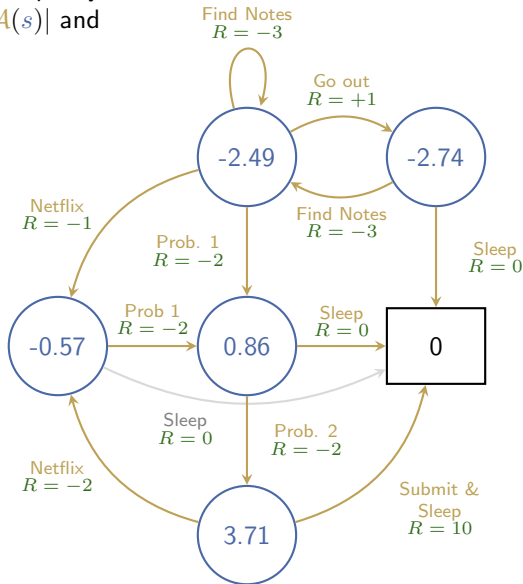 A(s)| and
Find Notes
R = −3
Go out
R = +1
-2.49
-2.74
Netflix
R = −1
Find Notes
R = −3
Prob. 1
R = −2
Sleep
R = 0
Prob 1
R = −2
Sleep
R = 0
-0.57
0.86
0
Sleep
R = 0
Prob. 2
R = −2
Netflix
R = −2
Submit &
Sleep
R = 10
3.71